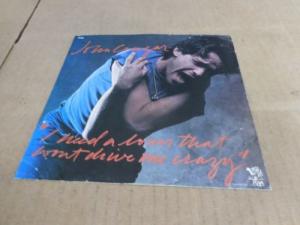 John Cougar
"I need a lover that
won't drive me crazy"